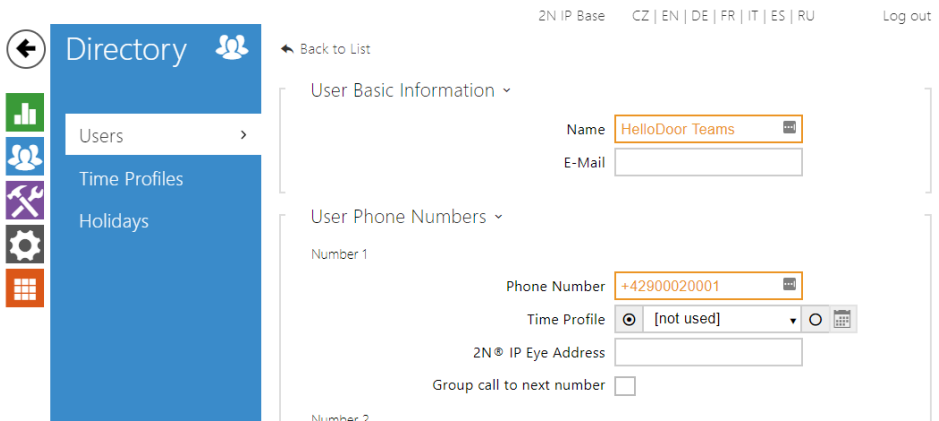 2N IP Base CZ | EN | DE | FR | IT | ES | RU Log out
Directory
Back to List
User Basic Information
Name HelloDoor Teams
E-Mail
Users
Time Profiles
Holidays
User Phone Numbers
Number 1
Phone Number +42900020001
Time Profile [not used]
2N® IP Eye Address
Group call to next number
Number 2